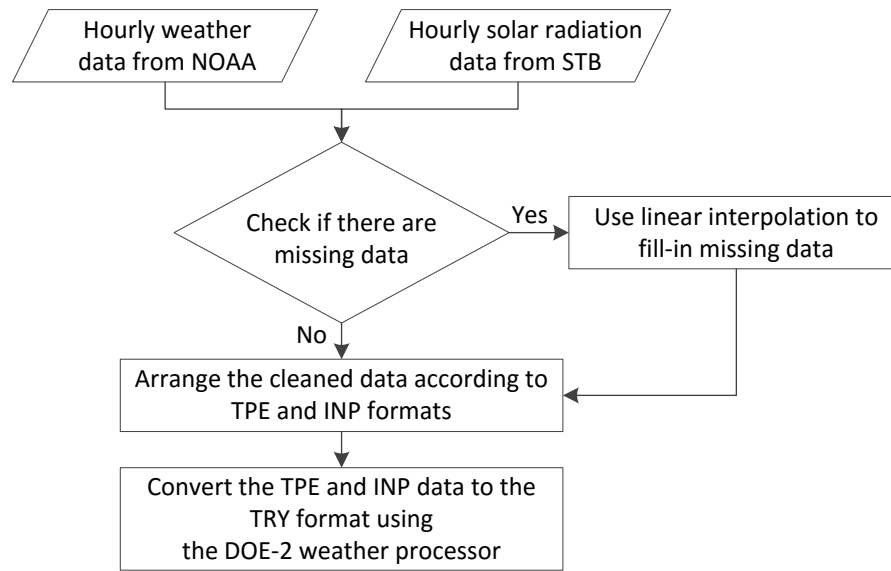 Hourly weather
data from NOAA
Hourly solar radiation
data from STB
Check if there are
missing data
Yes
Use linear interpolation to
fill-in missing data
No
Arrange the cleaned data according to
TPE and INP formats
Convert the TPE and INP data to the
TRY format using
the DOE-2 weather processor